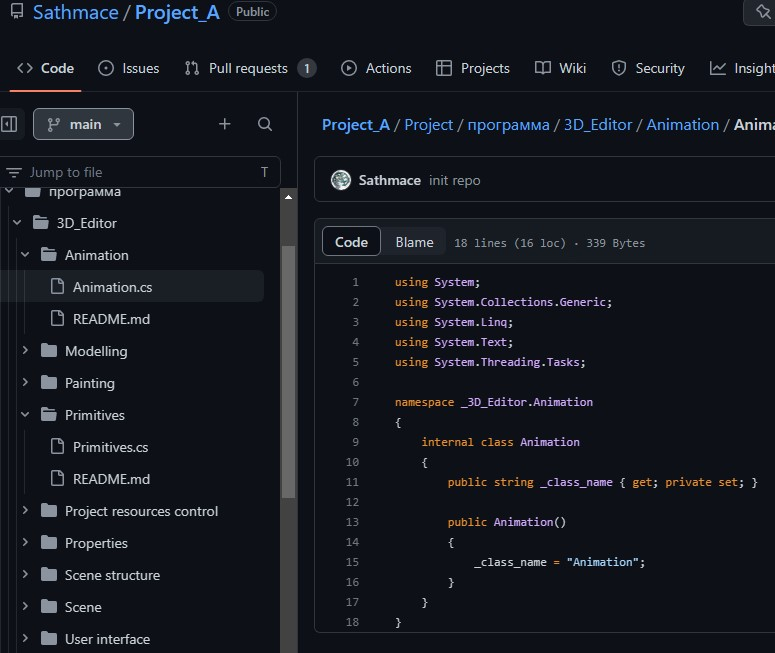 Sathmace / Project_A Public
Code Issues Pull requests 1 Actions Projects Wiki Security Insight
main
Jump to file T
программа
3D_Editor
Animation
Animation.cs
README.md
Modelling
Painting
Primitives
Primitives.cs
README.md
Project resources control
Properties
Scene structure
Scene
User interface
Project_A / Project / программа / 3D_Editor / Animation / Anima
Sathmace init repo
Code Blame 18 lines (16 loc) · 339 Bytes
1 using System;
2 using System.Collections.Generic;
3 using System.Linq;
4 using System.Text;
5 using System.Threading.Tasks;
6
7 namespace _3D_Editor.Animation
8 {
9 internal class Animation
10 {
11 public string _class_name { get; private set; }
12
13 public Animation()
14 {
15 _class_name = "Animation";
16 }
17 }
18 }